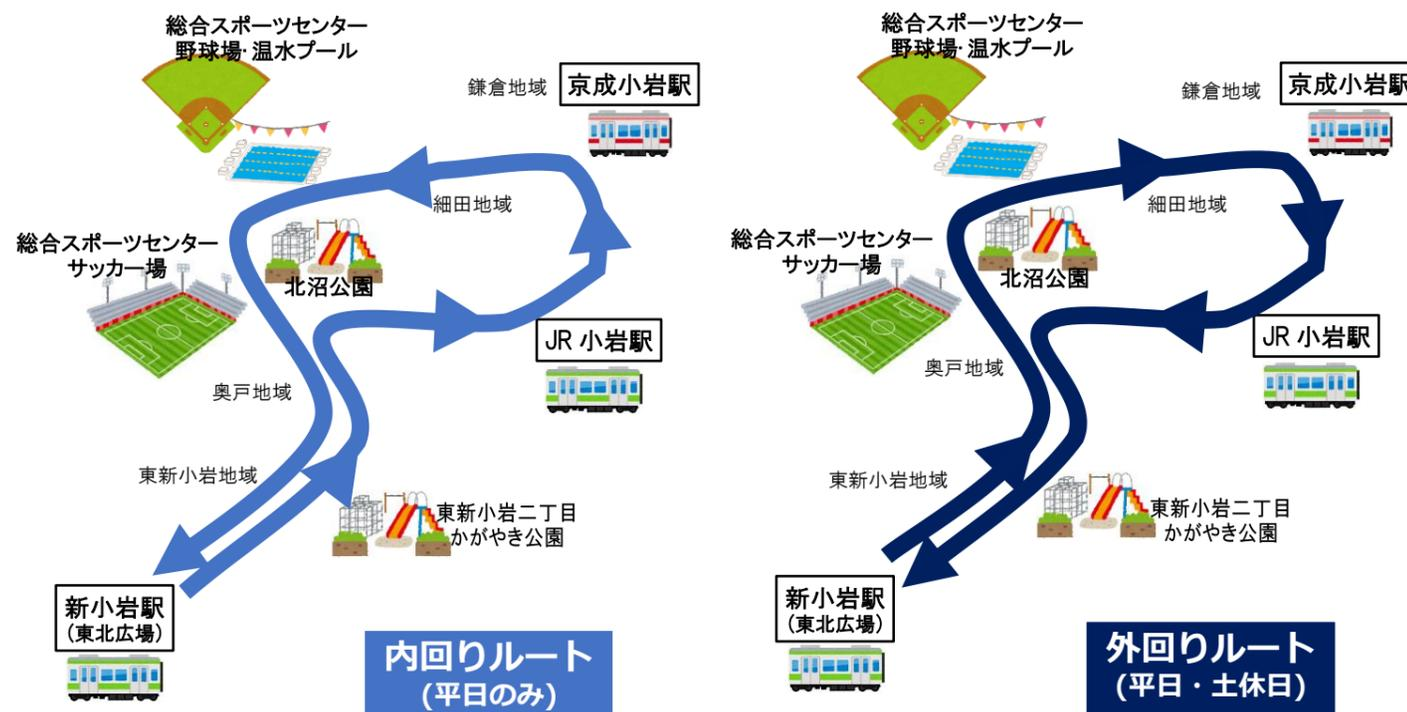 総合スポーツセンター
野球場・温水プール
鎌倉地域
京成小岩駅
細田地域
総合スポーツセンター
サッカー場
北沼公園
JR 小岩駅
奥戸地域
東新小岩地域
東新小岩二丁目
かがやき公園
新小岩駅
(東北広場)
内回りルート
(平日のみ)
総合スポーツセンター
野球場・温水プール
鎌倉地域
京成小岩駅
細田地域
総合スポーツセンター
サッカー場
北沼公園
JR 小岩駅
奥戸地域
東新小岩地域
東新小岩二丁目
かがやき公園
新小岩駅
(東北広場)
外回りルート
(平日・土休日)